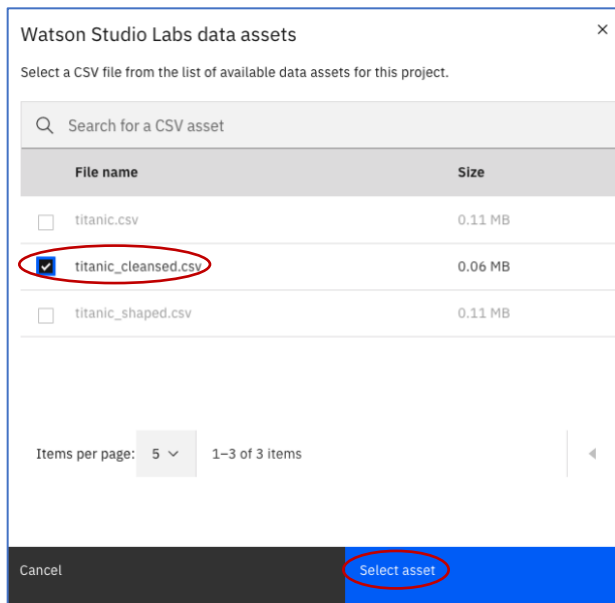 Watson Studio Labs data assets
Select a CSV file from the list of available data assets for this project.
Search for a CSV asset
File name Size
titanic.csv 0.11 MB
titanic_cleansed.csv 0.06 MB
titanic_shaped.csv 0.11 MB
Items per page: 5 1–3 of 3 items
Cancel Select asset